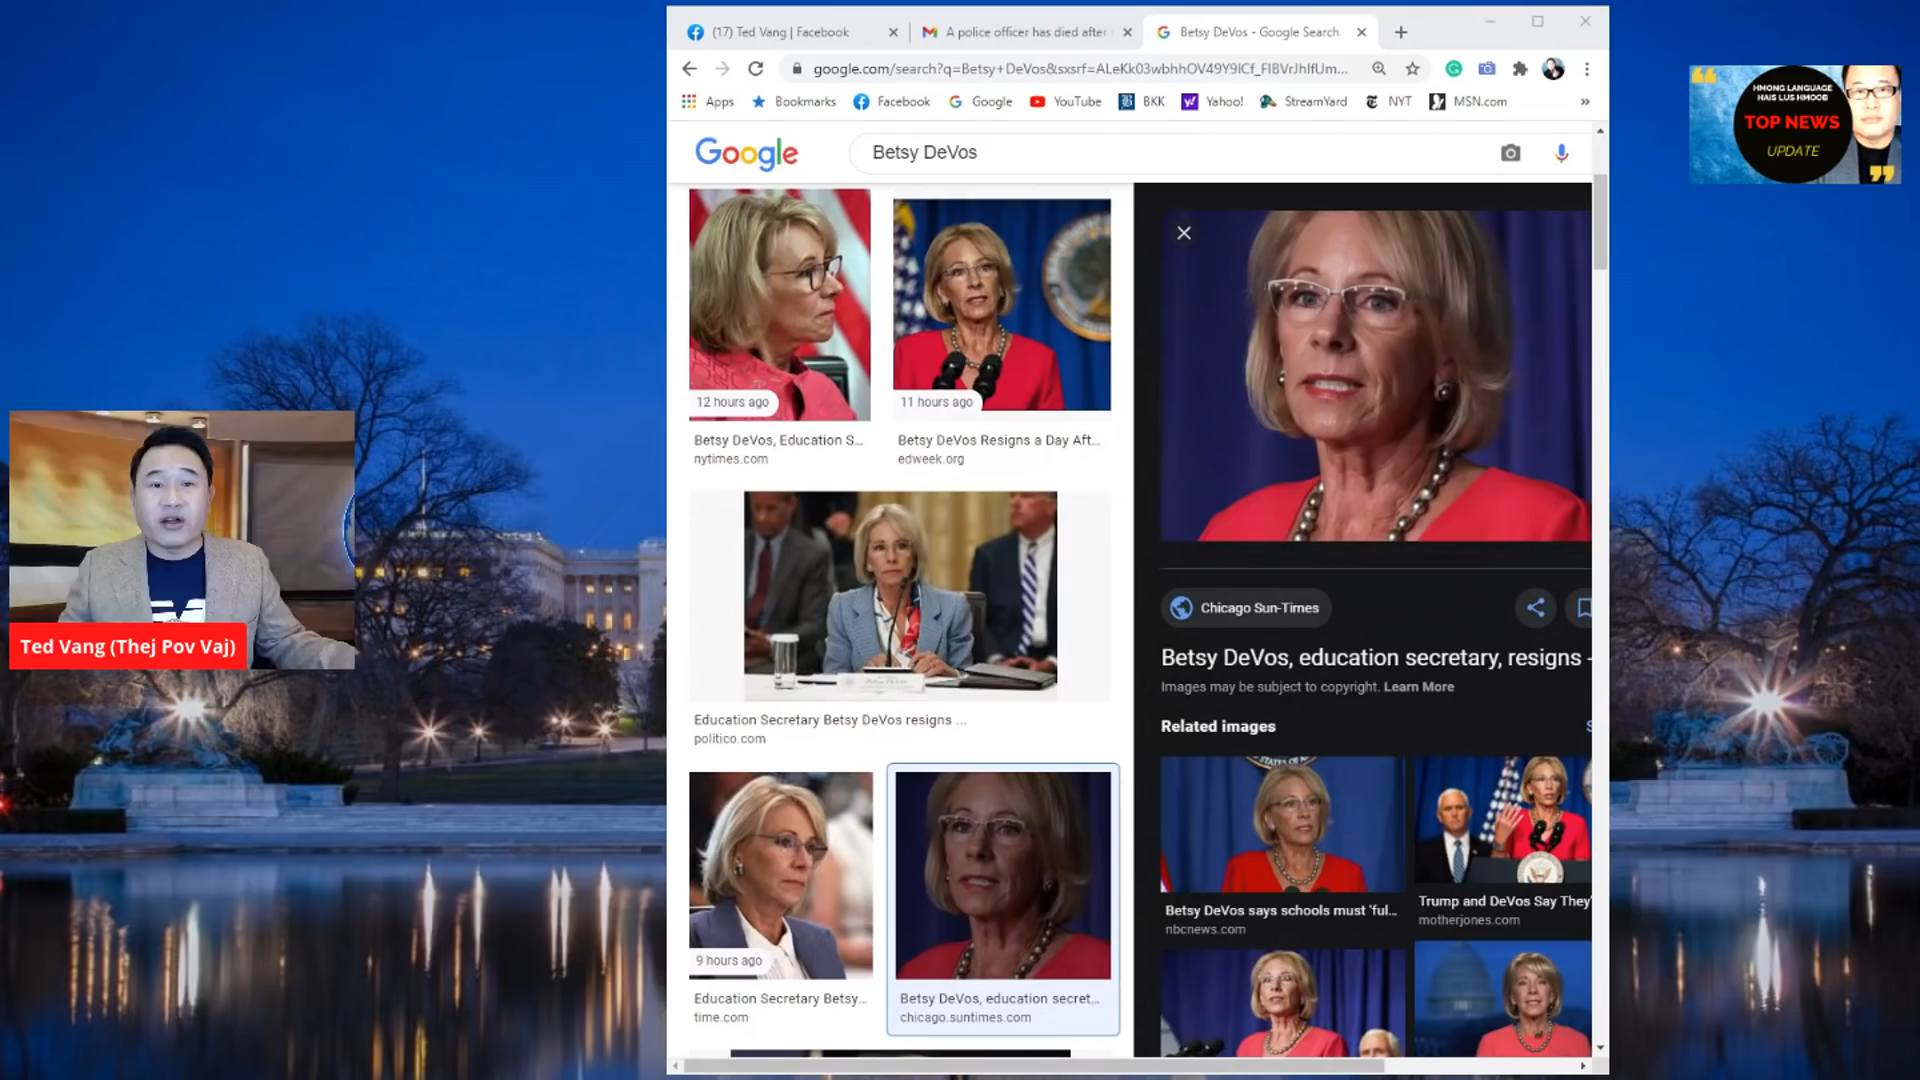 (17) Ted Vang | Facebook
A police officer has died after
Betsy DeVos - Google Search
google.com/search?q=Betsy+DeVos&sxsrf=ALeKk03wbhhOV49Y9lCf_FIBVrJhlfUm...
Apps
Bookmarks
Facebook
Google
YouTube
BKK
Yahoo!
StreamYard
NYT
MSN.com
HMONG LANGUAGE
HAIS LUS HMOOB
TOP NEWS
UPDATE
Google
Betsy DeVos
12 hours ago
11 hours ago
Betsy DeVos, Education S...
nytimes.com
Betsy DeVos Resigns a Day Aft...
edweek.org
Education Secretary Betsy DeVos resigns ...
politico.com
9 hours ago
Education Secretary Betsy...
time.com
Betsy DeVos, education secret...
chicago.suntimes.com
Chicago Sun-Times
Betsy DeVos, education secretary, resigns -
Images may be subject to copyright. Learn More
Related images
Betsy DeVos says schools must 'ful...
nbcnews.com
Trump and DeVos Say They'
motherjones.com
Ted Vang (Thej Pov Vaj)